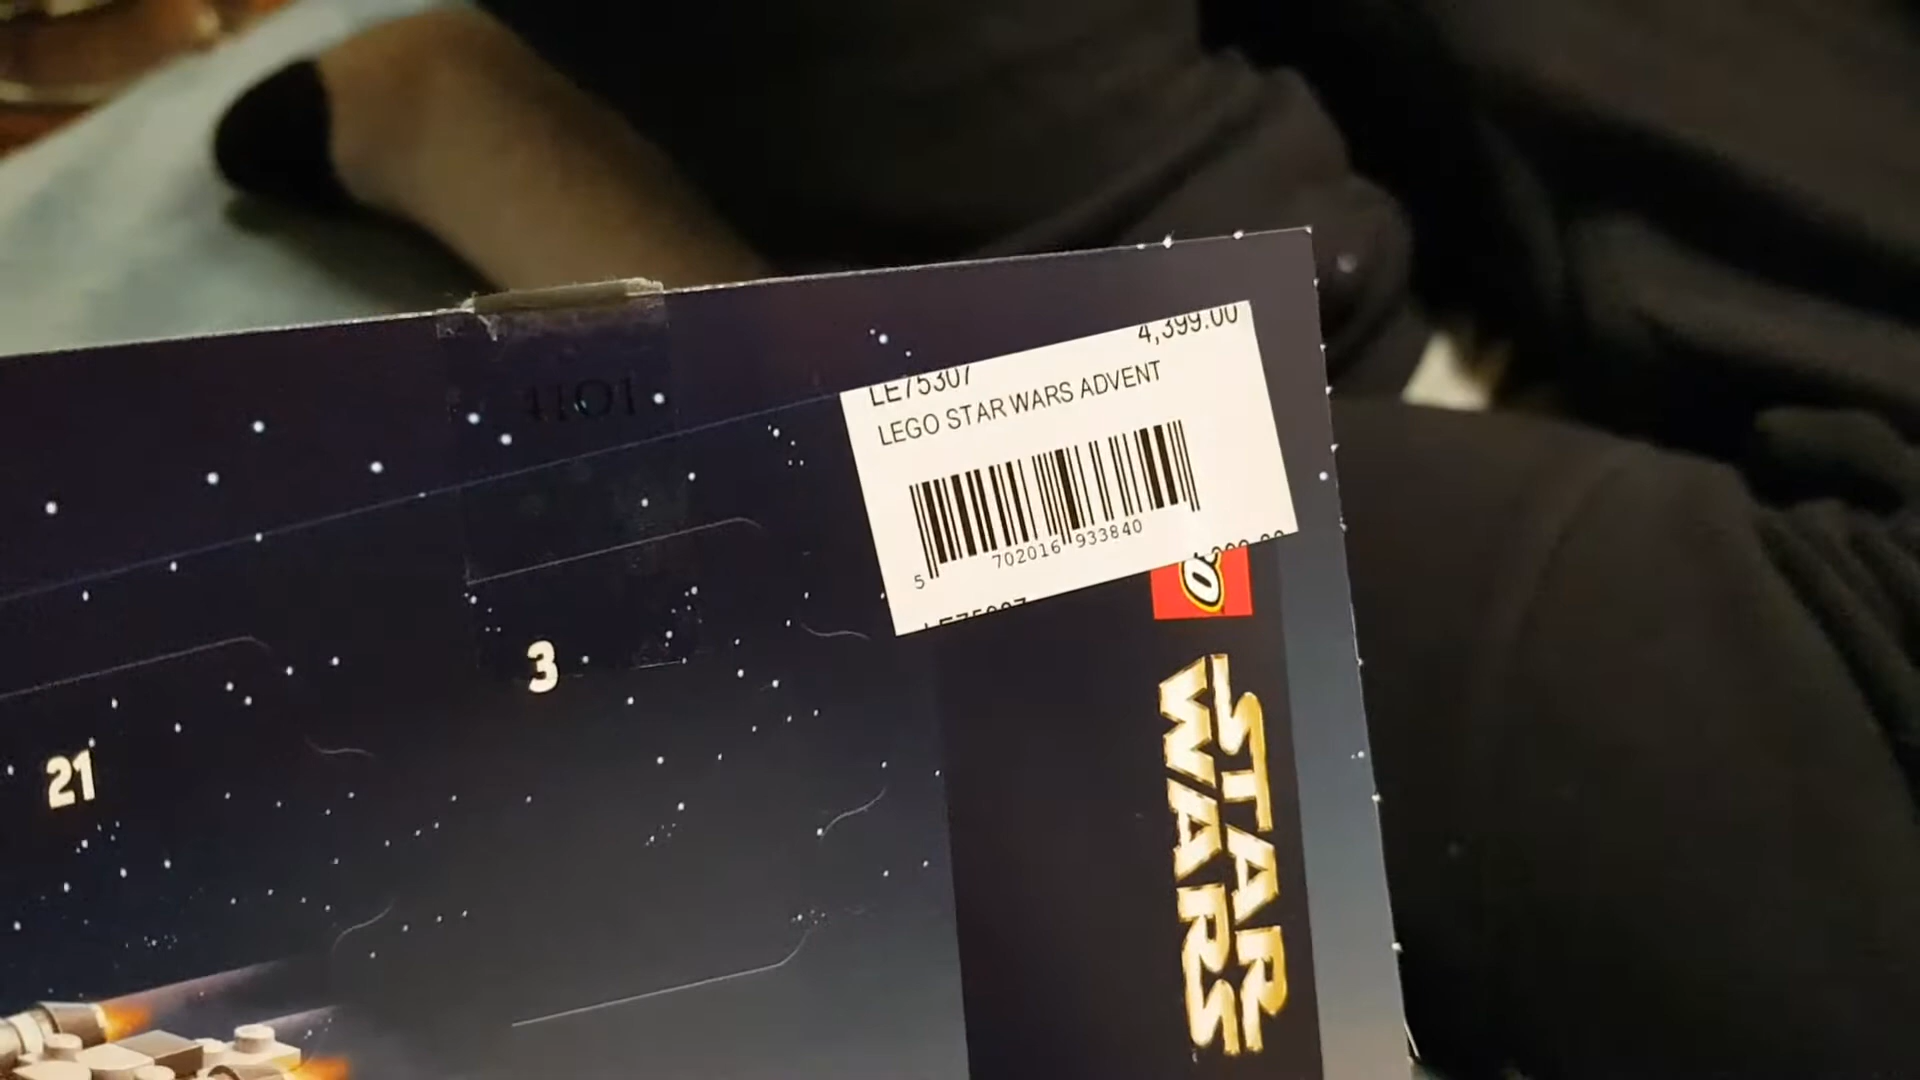 4,399.00
LE75307
LEGO STAR WARS ADVENT
5 702016 933840
4101
3
21
STAR
WARS